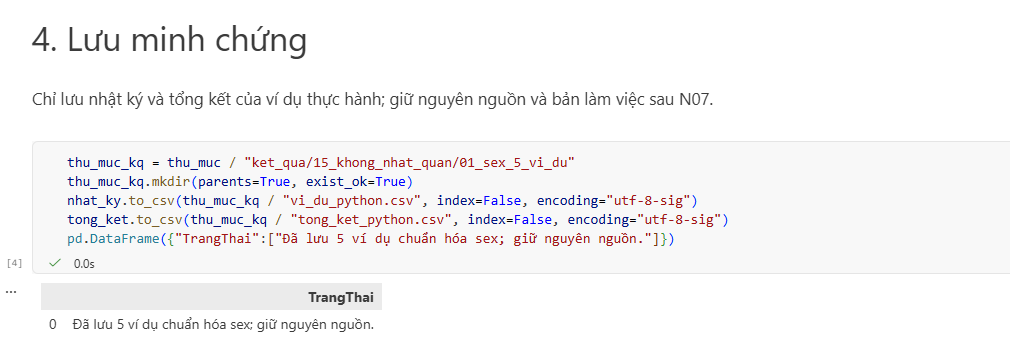 4. Lưu minh chứng
Chỉ lưu nhật ký và tổng kết của ví dụ thực hành; giữ nguyên nguồn và bản làm việc sau N07.
thu_muc_kq = thu_muc / "ket_qua/15_khong_nhat_quan/01_sex_5_vi_du"
thu_muc_kq.mkdir(parents=True, exist_ok=True)
nhat_ky.to_csv(thu_muc_kq / "vi_du_python.csv", index=False, encoding="utf-8-sig")
tong_ket.to_csv(thu_muc_kq / "tong_ket_python.csv", index=False, encoding="utf-8-sig")
pd.DataFrame({"TrangThai":["Đã lưu 5 ví dụ chuẩn hóa sex; giữ nguyên nguồn."]})
[4] ✓ 0.0s
...
TrangThai
0 Đã lưu 5 ví dụ chuẩn hóa sex; giữ nguyên nguồn.